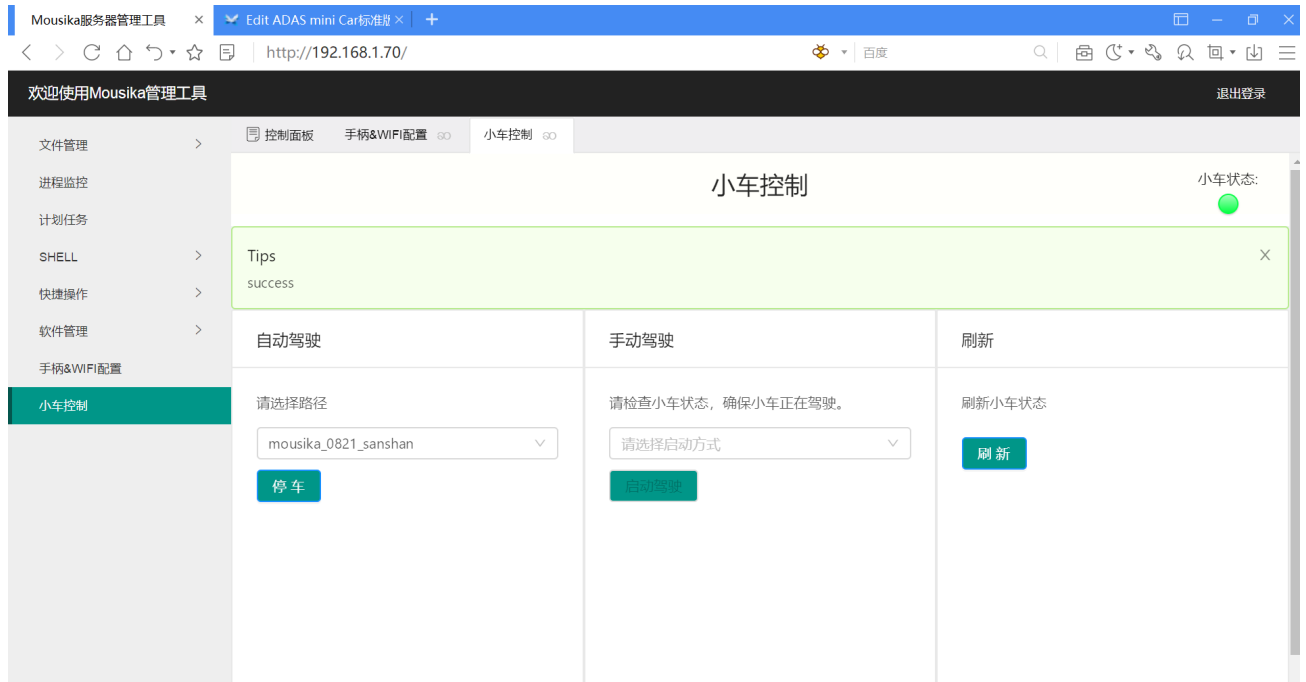 Mousika服务器管理工具
Edit ADAS mini Car标准版
http://192.168.1.70/
百度
欢迎使用Mousika管理工具
退出登录
文件管理
进程监控
计划任务
SHELL
快捷操作
软件管理
手柄&WIFI配置
小车控制
控制面板
手柄&WIFI配置
小车控制
小车控制
小车状态:
Tips
success
自动驾驶
请选择路径
mousika_0821_sanshan
停 车
手动驾驶
请检查小车状态，确保小车正在驾驶。
请选择启动方式
启动驾驶
刷新
刷新小车状态
刷 新